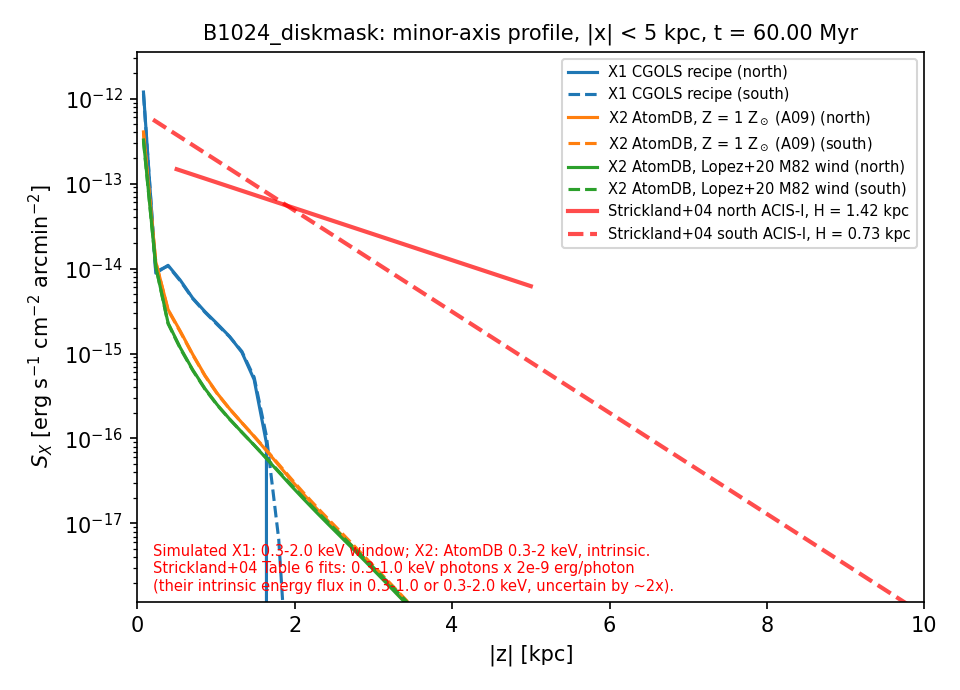 B1024_diskmask: minor-axis profile, |x| < 5 kpc, t = 60.00 Myr
X1 CGOLS recipe (north)
X1 CGOLS recipe (south)
X2 AtomDB, Z = 1 Z⊙ (A09) (north)
X2 AtomDB, Z = 1 Z⊙ (A09) (south)
X2 AtomDB, Lopez+20 M82 wind (north)
X2 AtomDB, Lopez+20 M82 wind (south)
Strickland+04 north ACIS-I, H = 1.42 kpc
Strickland+04 south ACIS-I, H = 0.73 kpc
10⁻¹²
10⁻¹³
10⁻¹⁴
10⁻¹⁵
10⁻¹⁶
10⁻¹⁷
S_X [erg s⁻¹ cm⁻² arcmin⁻²]
Simulated X1: 0.3-2.0 keV window; X2: AtomDB 0.3-2 keV, intrinsic.
Strickland+04 Table 6 fits: 0.3-1.0 keV photons x 2e-9 erg/photon
(their intrinsic energy flux in 0.3-1.0 or 0.3-2.0 keV, uncertain by ~2x).
0 2 4 6 8 10
|z| [kpc]